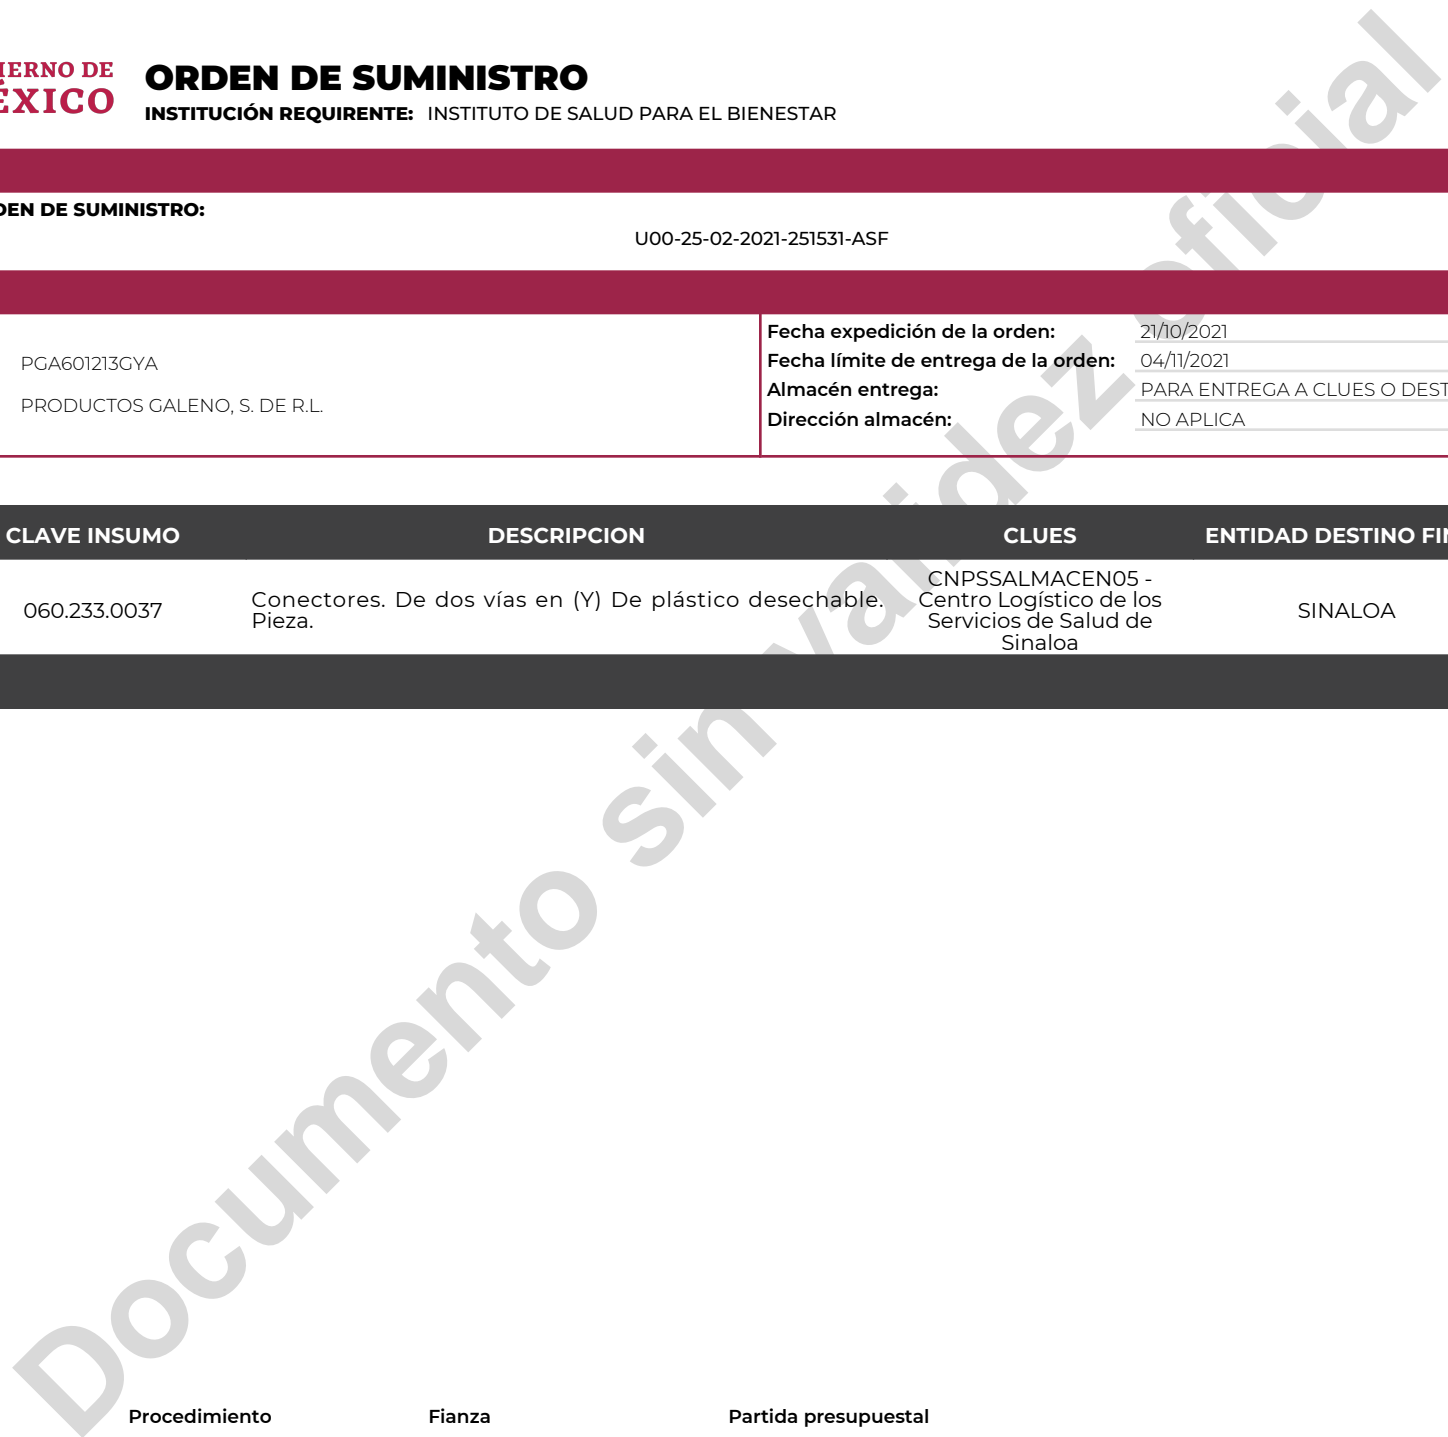 IERNO DE
ÉXICO
ORDEN DE SUMINISTRO
INSTITUCIÓN REQUIRENTE: INSTITUTO DE SALUD PARA EL BIENESTAR
DEN DE SUMINISTRO:
U00-25-02-2021-251531-ASF
PGA601213GYA
PRODUCTOS GALENO, S. DE R.L.
Fecha expedición de la orden: 21/10/2021
Fecha límite de entrega de la orden: 04/11/2021
Almacén entrega: PARA ENTREGA A CLUES O DEST
Dirección almacén: NO APLICA
CLAVE INSUMO DESCRIPCION CLUES ENTIDAD DESTINO FIN
060.233.0037
Conectores. De dos vías en (Y) De plástico desechable.
Pieza.
CNPSSALMACEN05 -
Centro Logístico de los
Servicios de Salud de
Sinaloa
SINALOA
Documento sin validez oficial
Procedimiento Fianza Partida presupuestal